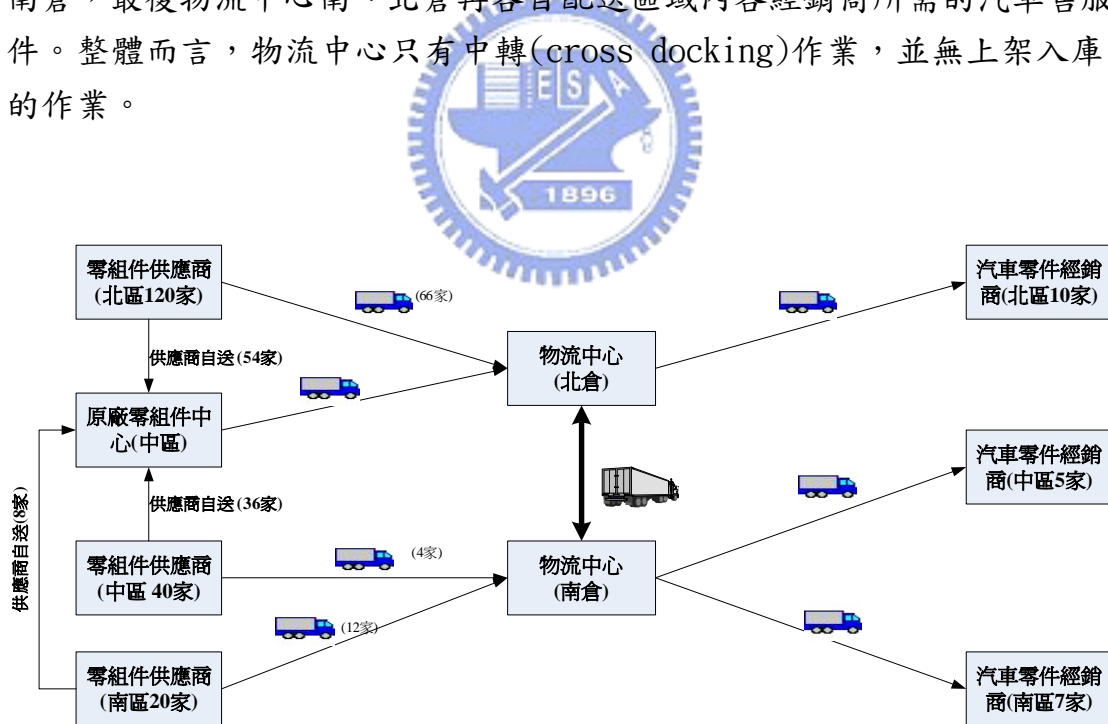 南倉，最後物流中心南、北倉再各自配送區域內各經銷商所需的汽車售服
件。整體而言，物流中心只有中轉(cross docking)作業，並無上架入庫
的作業。
E S A
1896
零組件供應商
(北區120家)
(66家)
汽車零件經銷
商(北區10家)
供應商自送(54家)
物流中心
(北倉)
原廠零組件中
心(中區)
汽車零件經銷
商(中區5家)
供應商自送(36家)
供應商自送(8家)
零組件供應商
(中區 40家)
(4家)
物流中心
(南倉)
(12家)
零組件供應商
(南區20家)
汽車零件經銷
商(南區7家)